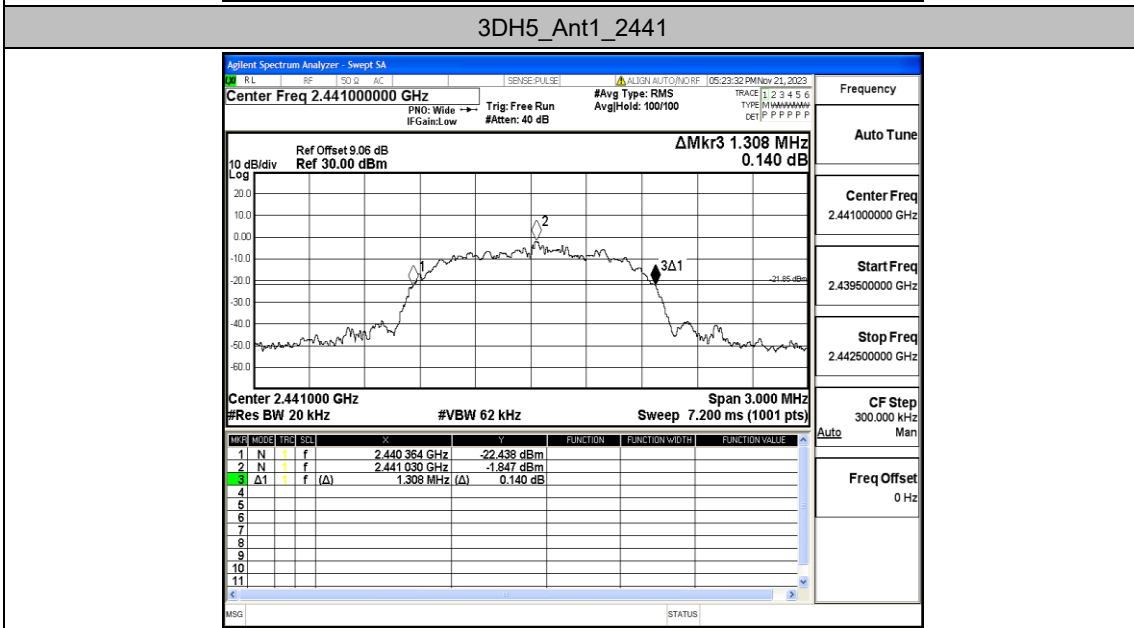 3DH5_Ant1_2441
Agilent Spectrum Analyzer - Swept SA
RL RF 50 Ω AC SENSE:PULSE ALIGN AUTO/NO RF 05:23:32 PM Nov 21, 2023
Center Freq 2.441000000 GHz
PNO: Wide
IFGain:Low
Trig: Free Run
#Atten: 40 dB
#Avg Type: RMS
Avg|Hold: 100/100
TRACE 1 2 3 4 5 6
TYPE M W W W W W
DET P P P P P P
Ref Offset 9.06 dB
10 dB/div Ref 30.00 dBm
Log
ΔMkr3 1.308 MHz
0.140 dB
20.0
10.0
0.00
-10.0
-20.0
-30.0
-40.0
-50.0
-60.0
1
2
3Δ1
-21.85 dBm
Center 2.441000 GHz Span 3.000 MHz
#Res BW 20 kHz #VBW 62 kHz Sweep 7.200 ms (1001 pts)
MKR MODE TRC SCL X Y FUNCTION FUNCTION WIDTH FUNCTION VALUE
1 N 1 f 2.440 364 GHz -22.438 dBm
2 N 1 f 2.441 030 GHz -1.847 dBm
3 Δ1 1 f (Δ) 1.308 MHz (Δ) 0.140 dB
4
5
6
7
8
9
10
11
MSG STATUS
Frequency
Auto Tune
Center Freq
2.441000000 GHz
Start Freq
2.439500000 GHz
Stop Freq
2.442500000 GHz
CF Step
300.000 kHz
Auto Man
Freq Offset
0 Hz